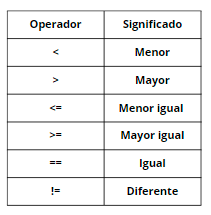 Operador Significado
< Menor
> Mayor
<= Menor igual
>= Mayor igual
== Igual
!= Diferente